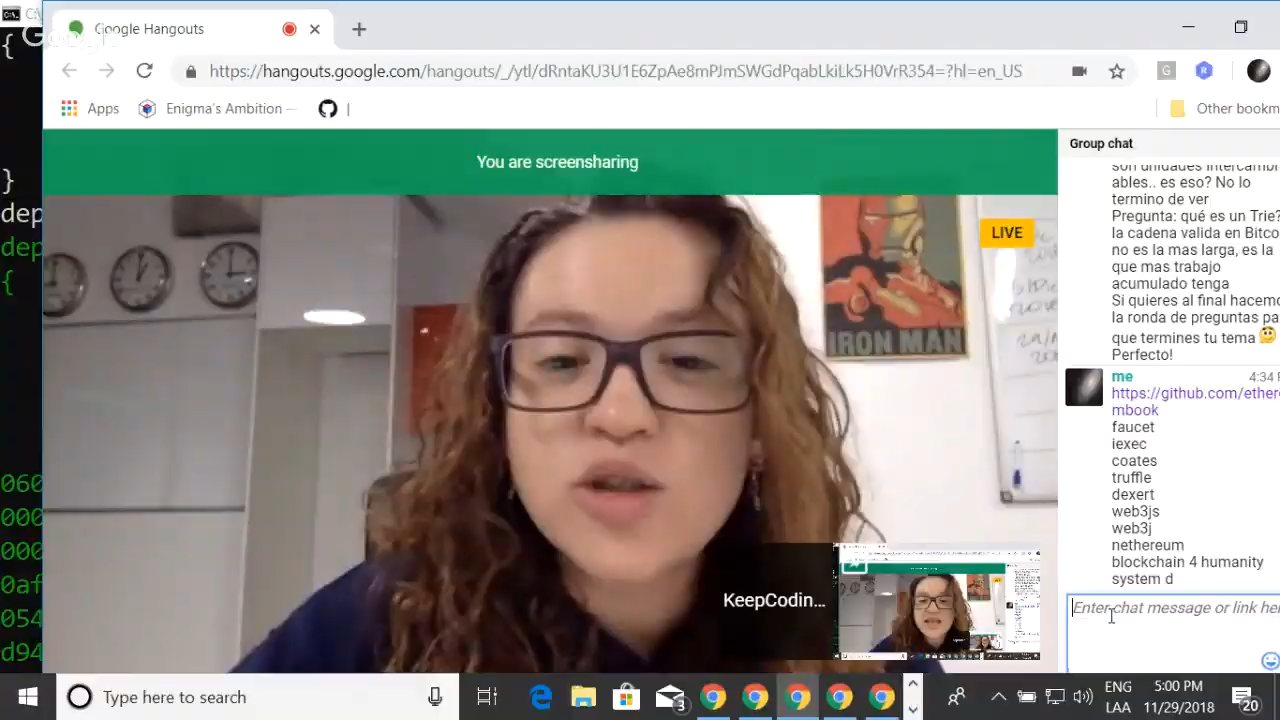 Google Hangouts
https://hangouts.google.com/hangouts/_/ytl/dRntaKU3U1E6ZpAe8mPJmSWGdPqabLkiLk5H0VrR354=?hl=en_US
Apps
Enigma's Ambition
Other bookm
You are screensharing
LIVE
IRON MAN
KeepCodin...
Group chat
son unidades intercambi
ables.. es eso? No lo
termino de ver
Pregunta: qué es un Trie?
la cadena valida en Bitco
no es la mas larga, es la
que mas trabajo
acumulado tenga
Si quieres al final hacemo
la ronda de preguntas pa
que termines tu tema
Perfecto!
me
4:34 P
https://github.com/ether
mbook
faucet
iexec
coates
truffle
dexert
web3js
web3j
nethereum
blockchain 4 humanity
system d
Enter chat message or link her
{
}
dep
dep
{
060
000
000
0af
054
d94
Type here to search
3
ENG
LAA
5:00 PM
11/29/2018
20